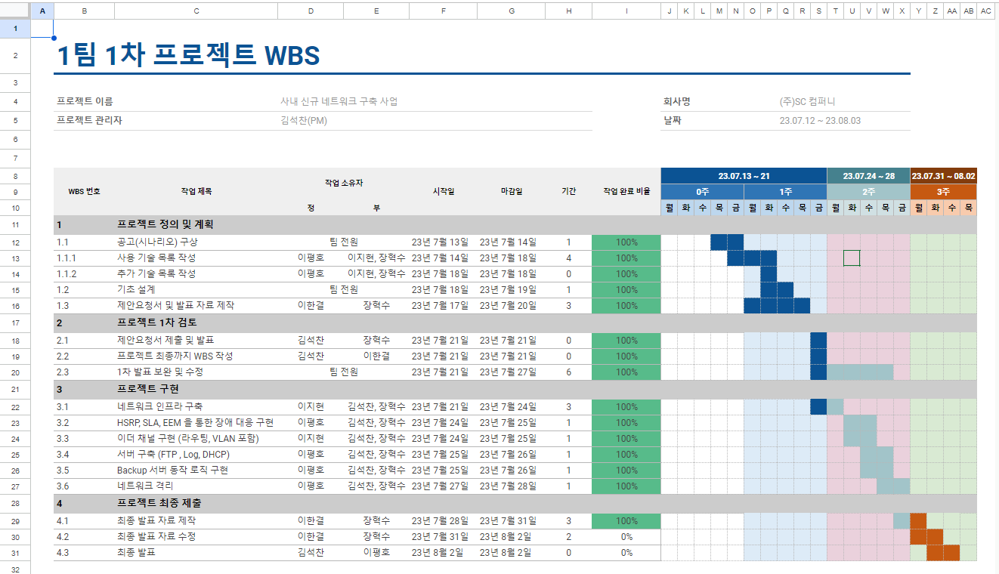 A B C D E F G H I J K L M N O P Q R S T U V W X Y Z AA AB AC
1
2 1팀 1차 프로젝트 WBS
3
4 프로젝트 이름 사내 신규 네트워크 구축 사업 회사명 (주)SC 컴퍼니
5 프로젝트 관리자 김석찬(PM) 날짜 23.07.12 ~ 23.08.03
6
7
8 23.07.13 ~ 21 23.07.24 ~ 28 23.07.31 ~ 08.02
작업 소유자
9 WBS 번호 작업 제목 시작일 마감일 기간 작업 완료 비율 0주 1주 2주 3주
10 정 부 월 화 수 목 금 월 화 수 목 금 월 화 수 목 금 월 화 수 목
11 1 프로젝트 정의 및 계획
12 1.1 공고(시나리오) 구상 팀 전원 23년 7월 13일 23년 7월 14일 1 100%
13 1.1.1 사용 기술 목록 작성 이평호 이지현, 장혁수 23년 7월 14일 23년 7월 18일 4 100%
14 1.1.2 추가 기술 목록 작성 이평호 이지현, 장혁수 23년 7월 18일 23년 7월 18일 0 100%
15 1.2 기초 설계 팀 전원 23년 7월 18일 23년 7월 19일 1 100%
16 1.3 제안요청서 및 발표 자료 제작 이한결 장혁수 23년 7월 17일 23년 7월 20일 3 100%
17 2 프로젝트 1차 검토
18 2.1 제안요청서 제출 및 발표 김석찬 장혁수 23년 7월 21일 23년 7월 21일 0 100%
19 2.2 프로젝트 최종까지 WBS 작성 김석찬 이한결 23년 7월 21일 23년 7월 21일 0 100%
20 2.3 1차 발표 보완 및 수정 팀 전원 23년 7월 21일 23년 7월 27일 6 100%
21 3 프로젝트 구현
22 3.1 네트워크 인프라 구축 이지현 김석찬, 장혁수 23년 7월 21일 23년 7월 24일 3 100%
23 3.2 HSRP, SLA, EEM 을 통한 장애 대응 구현 이평호 김석찬, 장혁수 23년 7월 24일 23년 7월 25일 1 100%
24 3.3 이더 채널 구현 (라우팅, VLAN 포함) 이지현 김석찬, 장혁수 23년 7월 24일 23년 7월 25일 1 100%
25 3.4 서버 구축 (FTP , Log, DHCP) 이평호 김석찬, 장혁수 23년 7월 25일 23년 7월 26일 1 100%
26 3.5 Backup 서버 동작 로직 구현 이평호 김석찬, 장혁수 23년 7월 25일 23년 7월 26일 1 100%
27 3.6 네트워크 격리 이평호 김석찬, 장혁수 23년 7월 27일 23년 7월 28일 1 100%
28 4 프로젝트 최종 제출
29 4.1 최종 발표 자료 제작 이한결 장혁수 23년 7월 28일 23년 7월 31일 3 100%
30 4.2 최종 발표 자료 수정 이한결 장혁수 23년 7월 31일 23년 8월 2일 2 0%
31 4.3 최종 발표 김석찬 이평호 23년 8월 2일 23년 8월 2일 0 0%
32